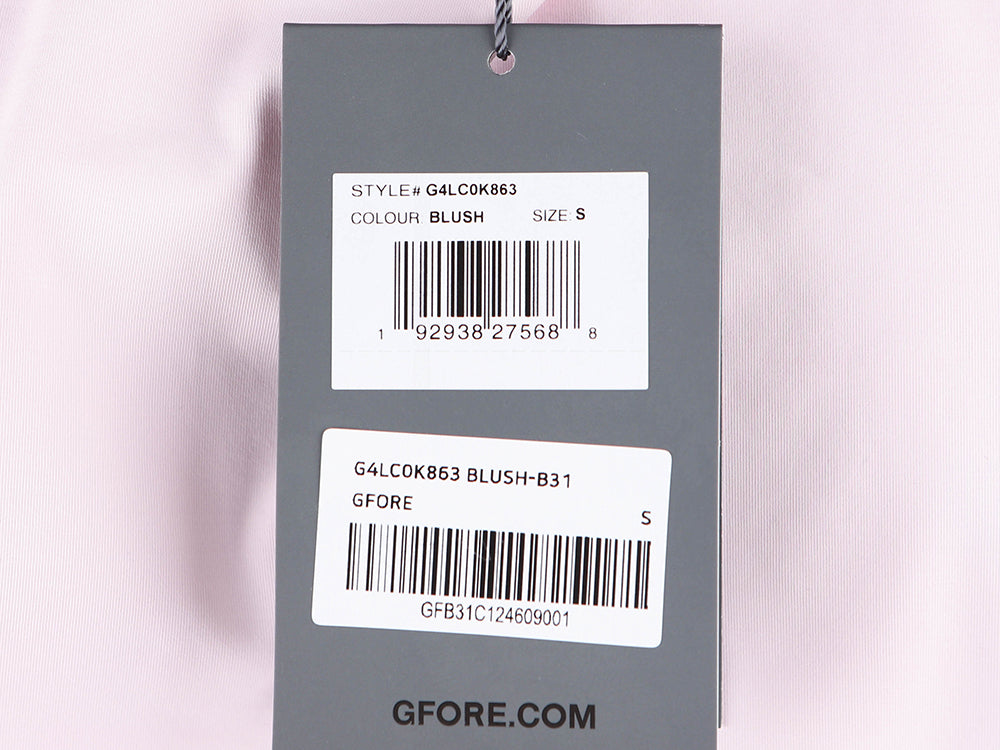 STYLE# G4LC0K863
COLOUR BLUSH SIZE: S
1 92938 27568 8
G4LC0K863 BLUSH-B31
GFORE
S
GFB31C124609001
GFORE.COM